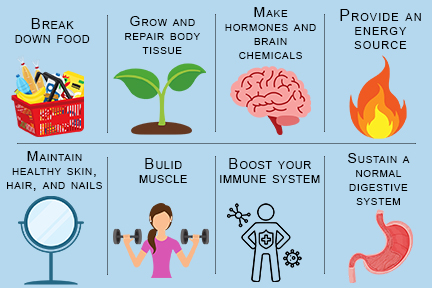 Break
down food
Grow and
repair body
tissue
Make
hormones and
brain
chemicals
Provide an
energy
source
Maintain
healthy skin,
hair, and nails
Bulid
muscle
Boost your
immune system
Sustain a
normal
digestive
system